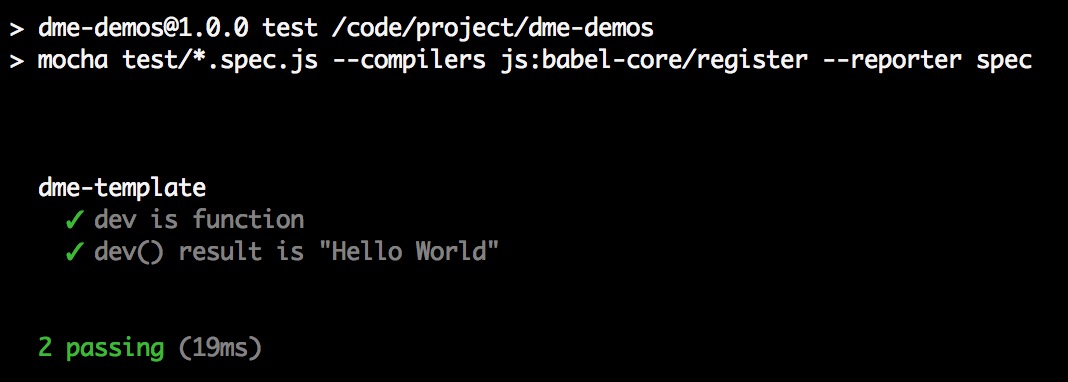 > dme-demos@1.0.0 test /code/project/dme-demos
> mocha test/*.spec.js --compilers js:babel-core/register --reporter spec
dme-template
✓ dev is function
✓ dev() result is "Hello World"
2 passing (19ms)